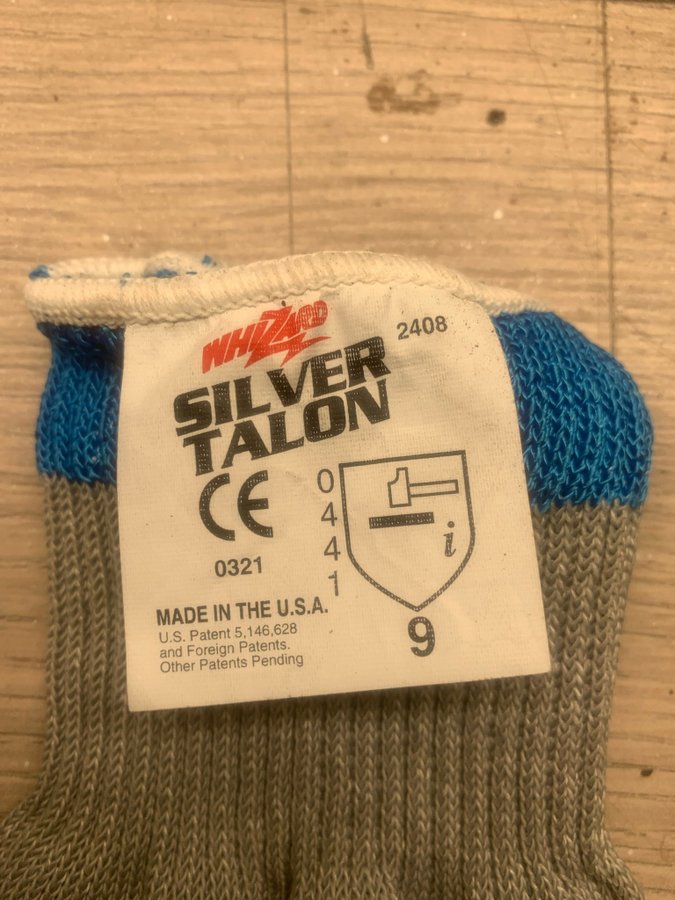 WHIZARD
2408
SILVER
TALON
CE
0321
0
4
4
1
i
9
MADE IN THE U.S.A.
U.S. Patent 5,146,628
and Foreign Patents.
Other Patents Pending